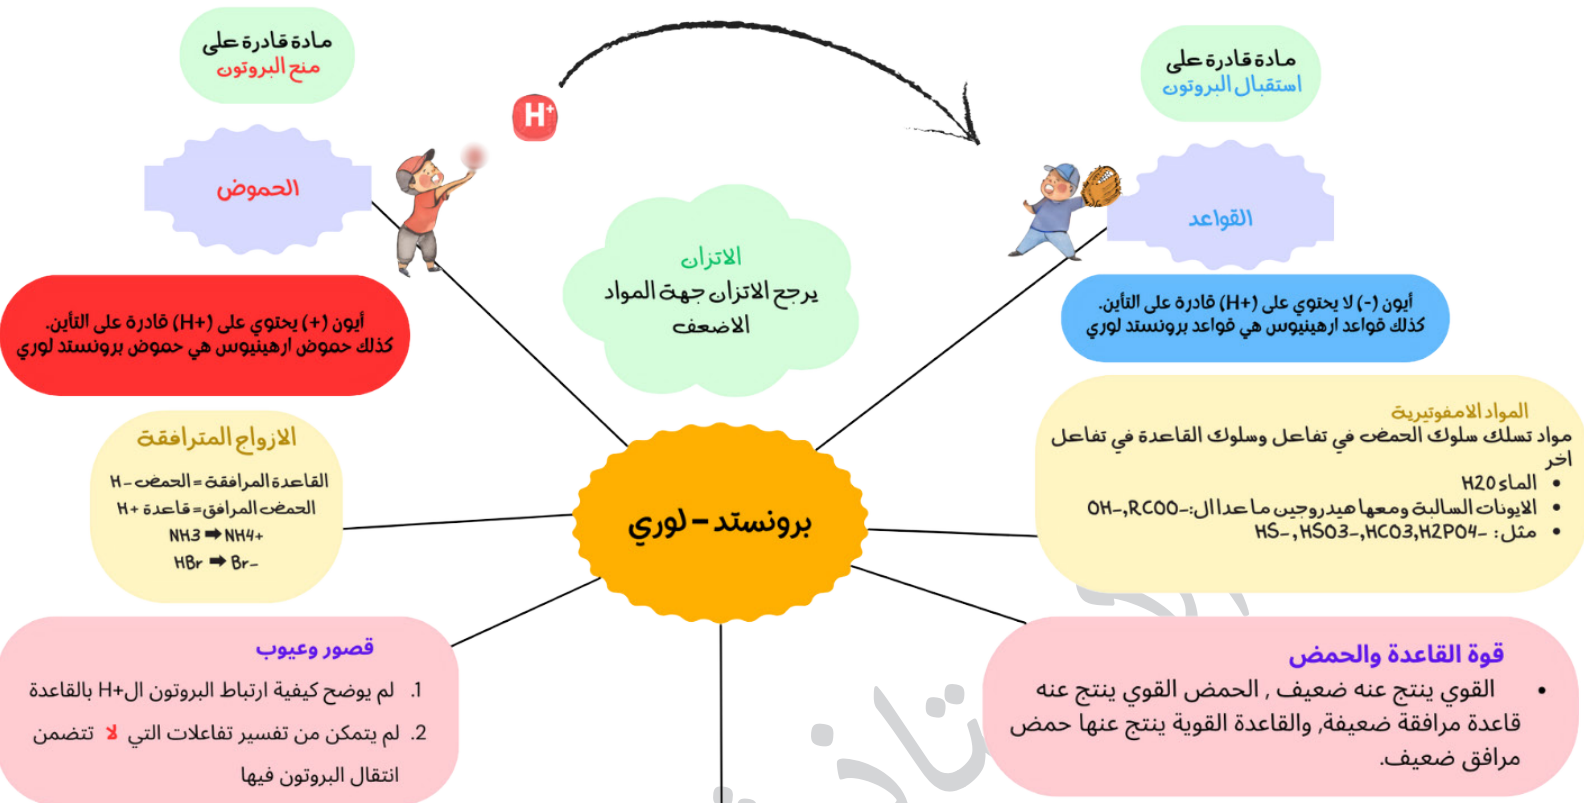 مادة قادرة على
استقبال البروتون
مادة قادرة على
منح البروتون
H+
القواعد
الحموض
الاتزان
يرجح الاتزان جهة المواد
الاضعف
أيون (-) لا يحتوي على (H+) قادرة على التأين.
كذلك قواعد ارهينيوس هي قواعد برونستد لوري
أيون (+) يحتوي على (H+) قادرة على التأين.
كذلك حموض ارهينيوس هي حموض برونستد لوري
المواد الامفوتيرية
مواد تسلك سلوك الحمض في تفاعل وسلوك القاعدة في تفاعل
اخر
• الماء H2O
• الايونات السالبة ومعها هيدروجين ما عدا ال:-OH-,RCOO
• مثل: -HS-,HSO3-,HCO3,H2PO4
الازواج المترافقة
القاعدة المرافقة = الحمض -H
الحمض المرافق = قاعدة +H
NH3 ➡ NH4+
HBr ➡ Br-
برونستد – لوري
قوة القاعدة والحمض
• القوي ينتج عنه ضعيف , الحمض القوي ينتج عنه
قاعدة مرافقة ضعيفة, والقاعدة القوية ينتج عنها حمض
مرافق ضعيف.
قصور وعيوب
1. لم يوضح كيفية ارتباط البروتون ال+H بالقاعدة
2. لم يتمكن من تفسير تفاعلات التي لا تتضمن
انتقال البروتون فيها